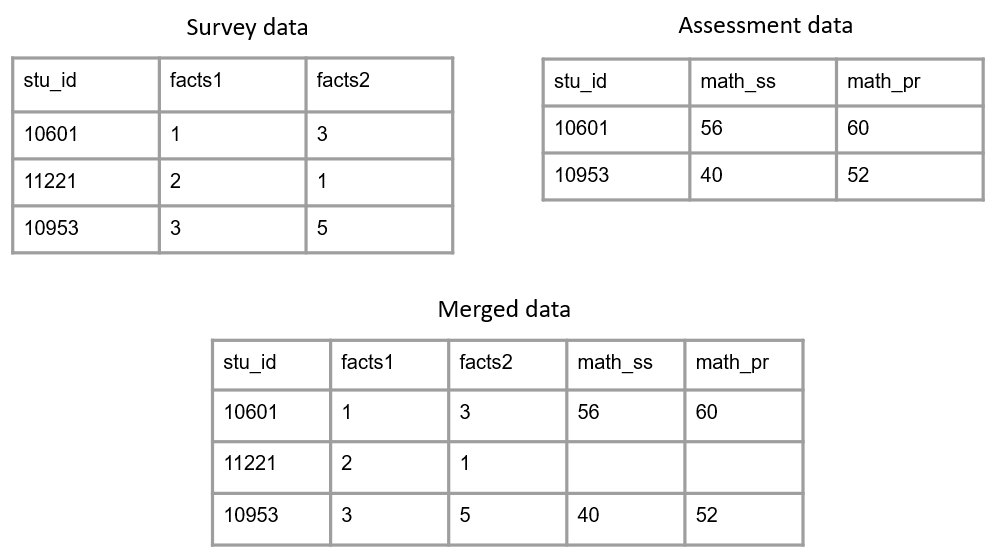 Survey data
stu_id facts1 facts2
10601 1 3
11221 2 1
10953 3 5
Assessment data
stu_id math_ss math_pr
10601 56 60
10953 40 52
Merged data
stu_id facts1 facts2 math_ss math_pr
10601 1 3 56 60
11221 2 1
10953 3 5 40 52